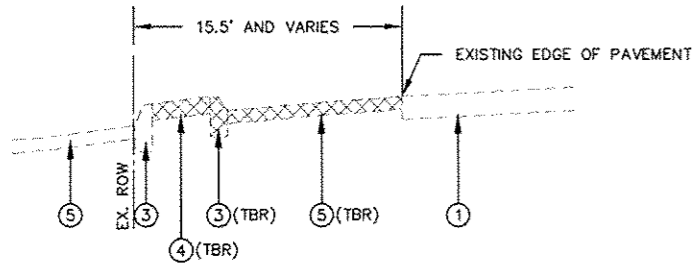 15.5' AND VARIES
EXISTING EDGE OF PAVEMENT
EX. ROW
5
3
3 (TBR)
5 (TBR)
1
4 (TBR)